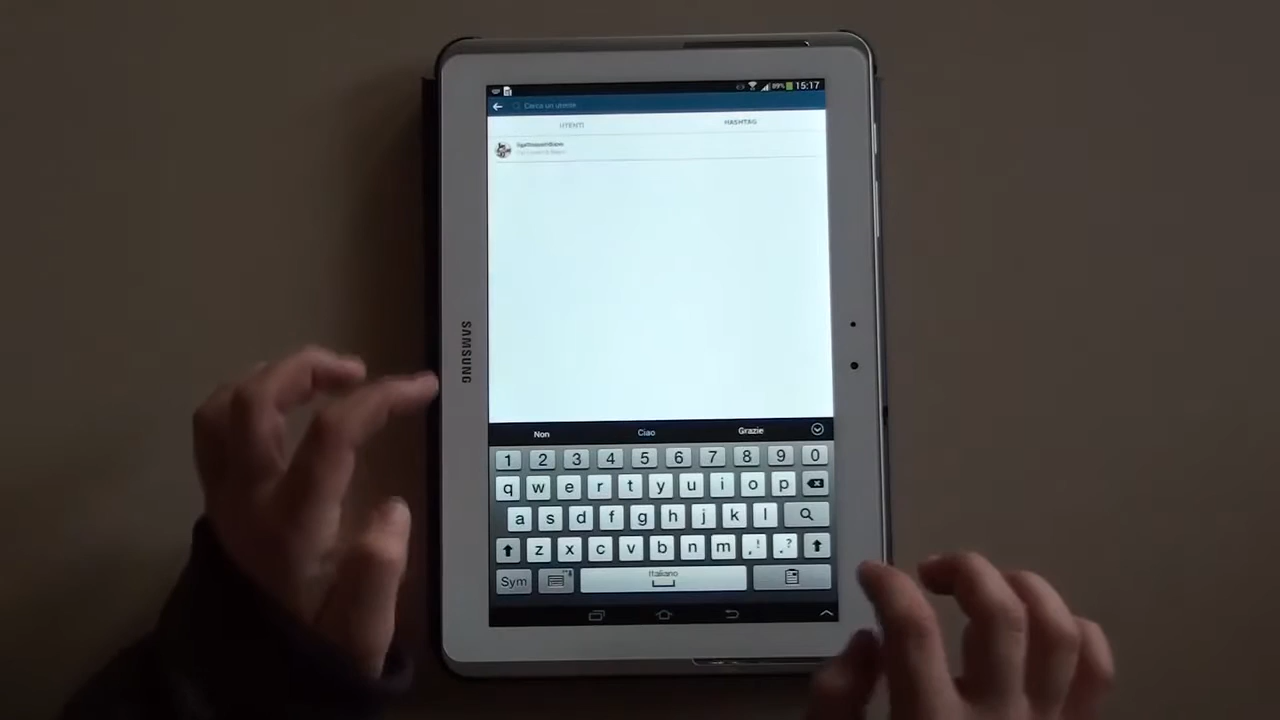 89% 15:17
Cerca un utente
UTENTI HASHTAG
SAMSUNG
Non Ciao Grazie
1 2 3 4 5 6 7 8 9 0
q w e r t y u i o p
a s d f g h j k l
z x c v b n m ,! .?
Sym Italiano